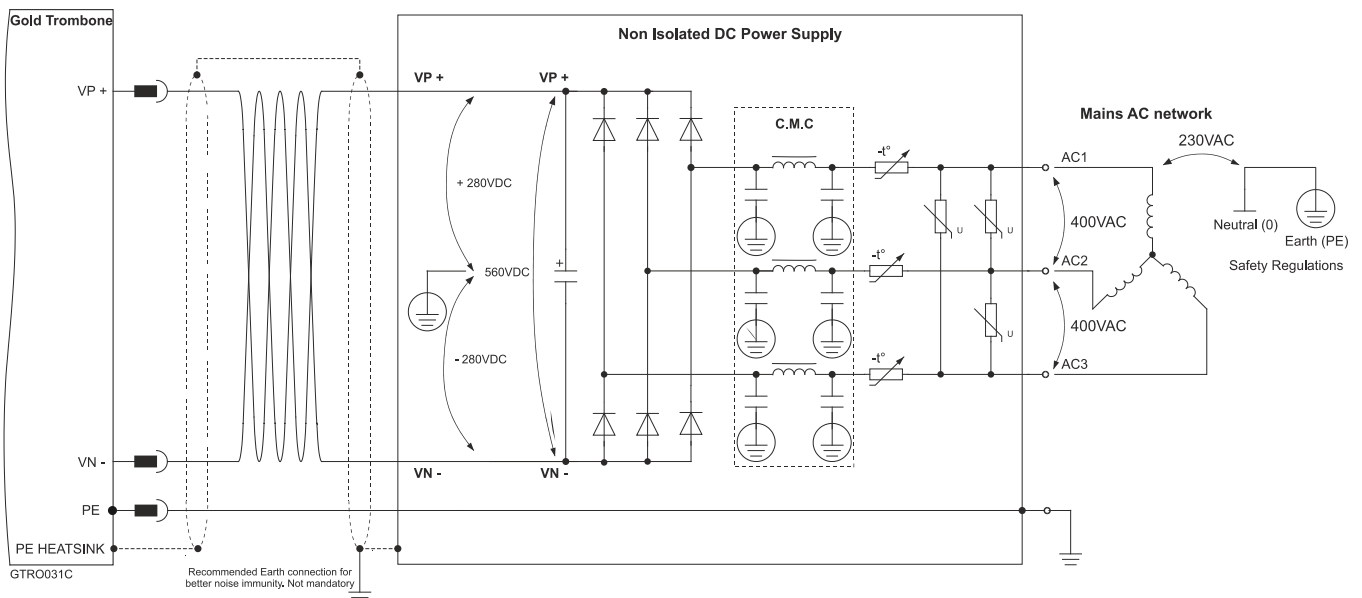 Gold Trombone
Non Isolated DC Power Supply
VP +
VP +
VP +
C.M.C
Mains AC network
230VAC
-t°
AC1
+ 280VDC
U
U
400VAC
Neutral (0)
Earth (PE)
Safety Regulations
-t°
AC2
560VDC
+
U
400VAC
- 280VDC
-t°
AC3
VN -
VN -
VN -
PE
PE HEATSINK
GTRO031C
Recommended Earth connection for
better noise immunity. Not mandatory